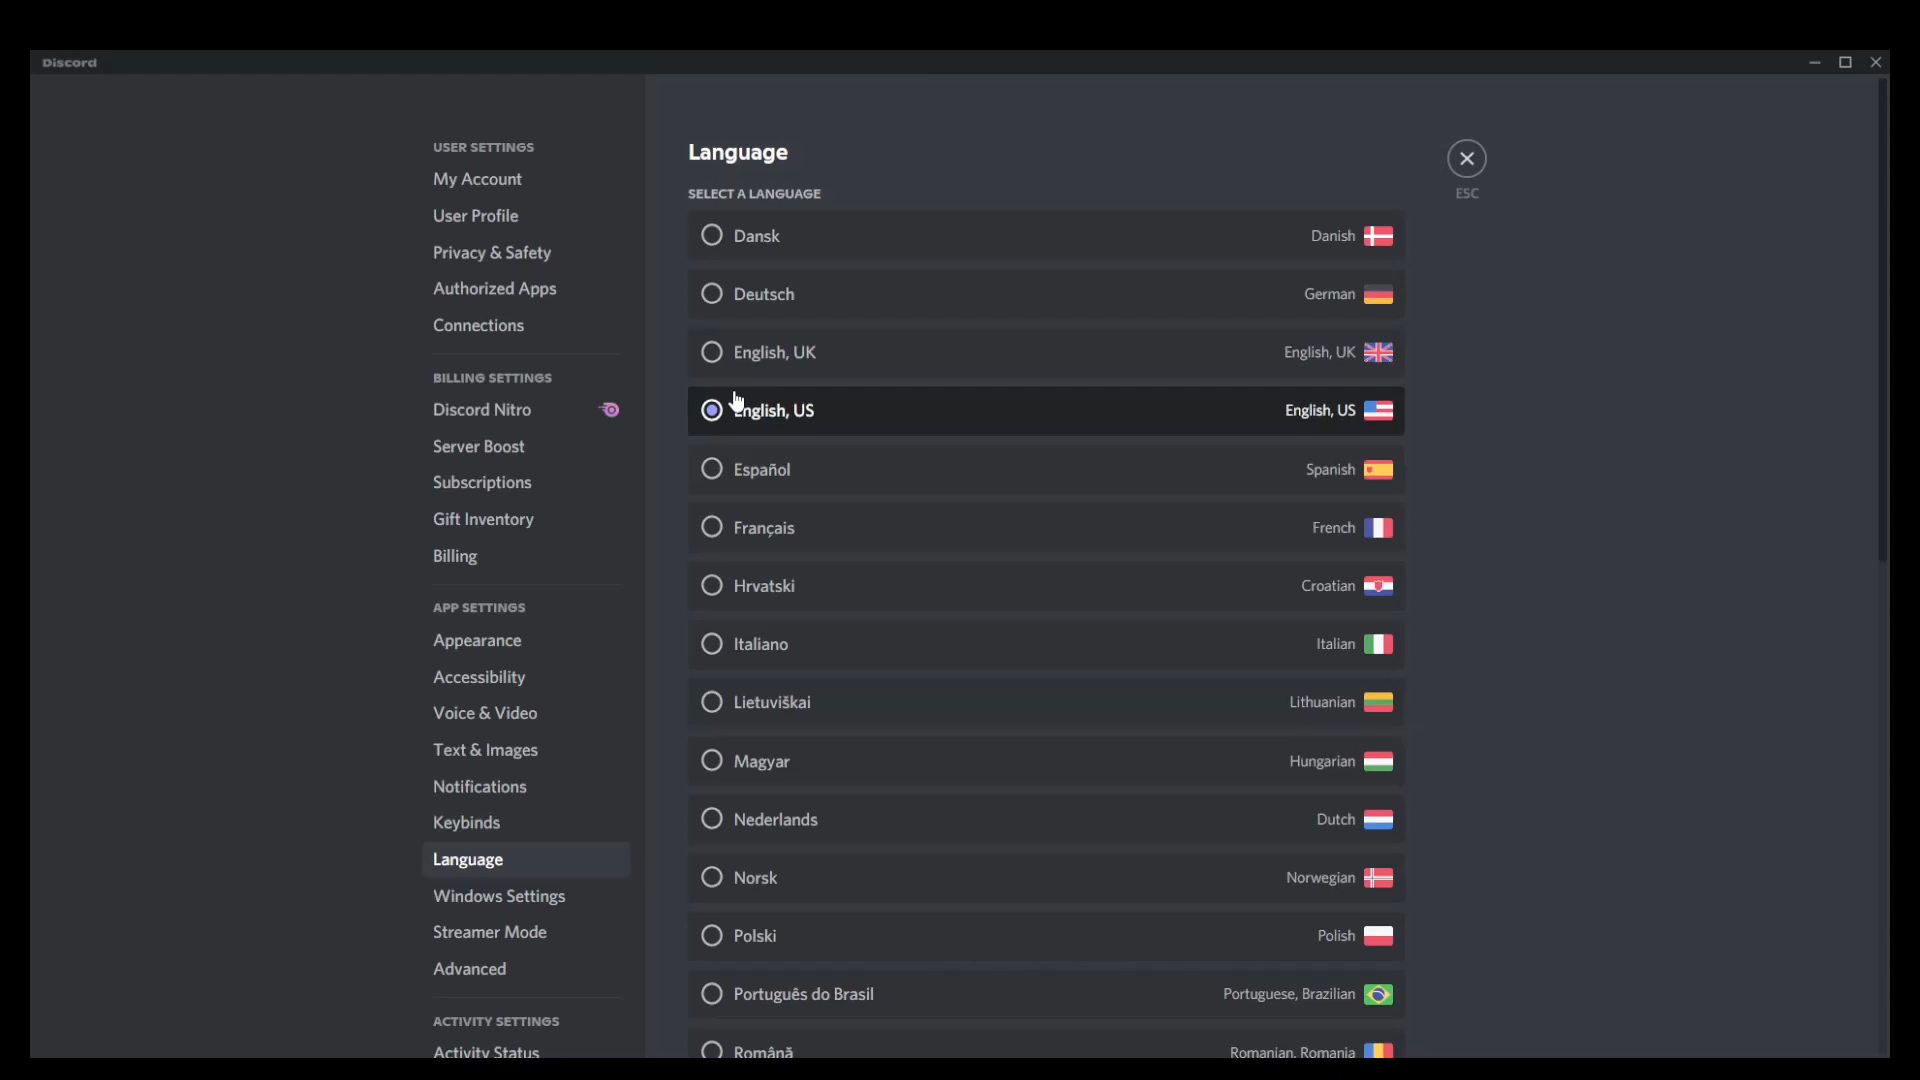 Discord
USER SETTINGS
My Account
User Profile
Privacy & Safety
Authorized Apps
Connections
BILLING SETTINGS
Discord Nitro
Server Boost
Subscriptions
Gift Inventory
Billing
APP SETTINGS
Appearance
Accessibility
Voice & Video
Text & Images
Notifications
Keybinds
Language
Windows Settings
Streamer Mode
Advanced
ACTIVITY SETTINGS
Activity Status
Language
ESC
SELECT A LANGUAGE
Dansk Danish
Deutsch German
English, UK English, UK
English, US English, US
Español Spanish
Français French
Hrvatski Croatian
Italiano Italian
Lietuviškai Lithuanian
Magyar Hungarian
Nederlands Dutch
Norsk Norwegian
Polski Polish
Português do Brasil Portuguese, Brazilian
Română Romanian, Romania